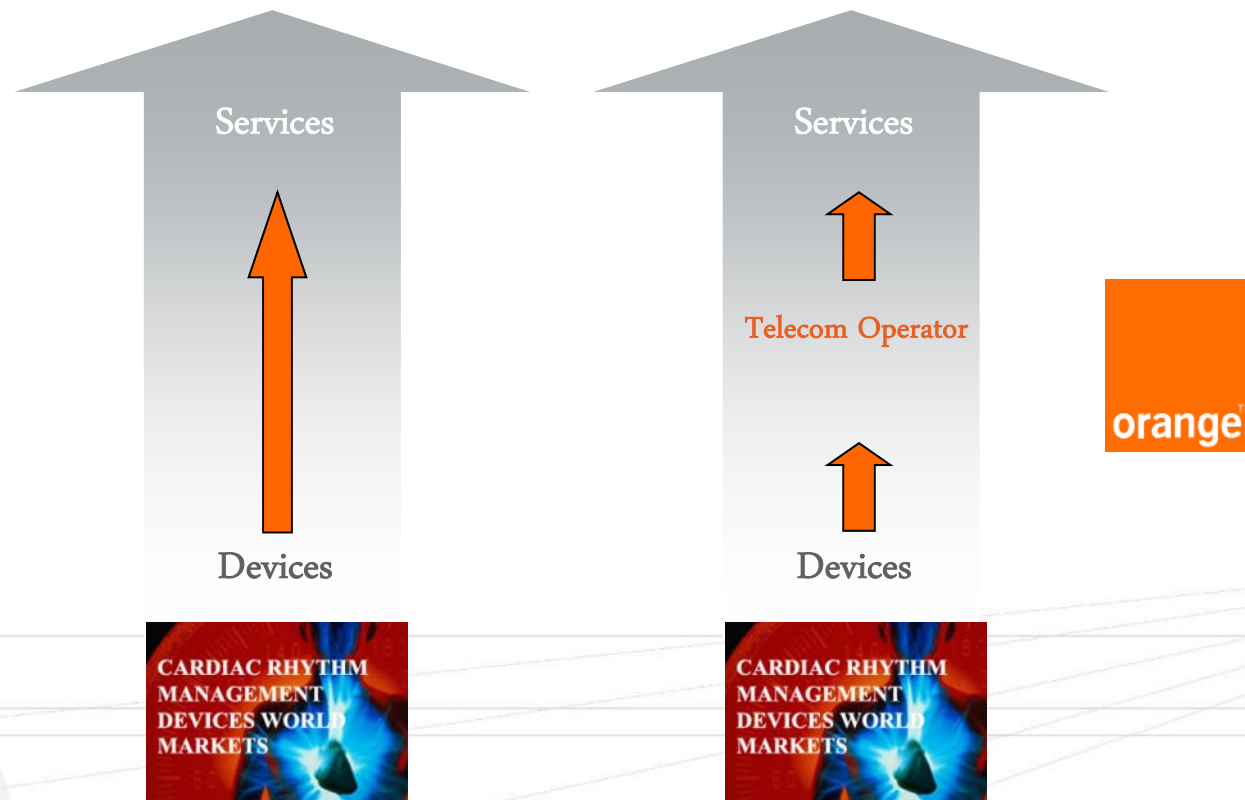 Services
Devices
CARDIAC RHYTHM
MANAGEMENT
DEVICES WORLD
MARKETS
Services
Telecom Operator
Devices
CARDIAC RHYTHM
MANAGEMENT
DEVICES WORLD
MARKETS
orange